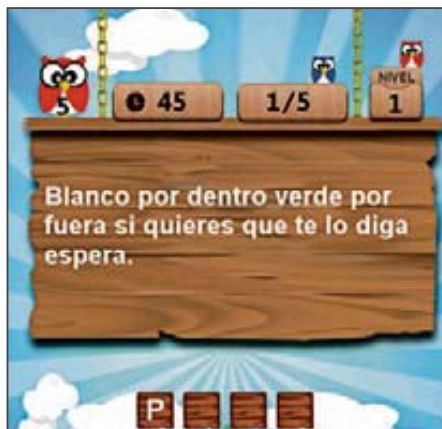 5
45
1/5
NIVEL
1
Blanco por dentro verde por
fuera si quieres que te lo diga
espera.
P